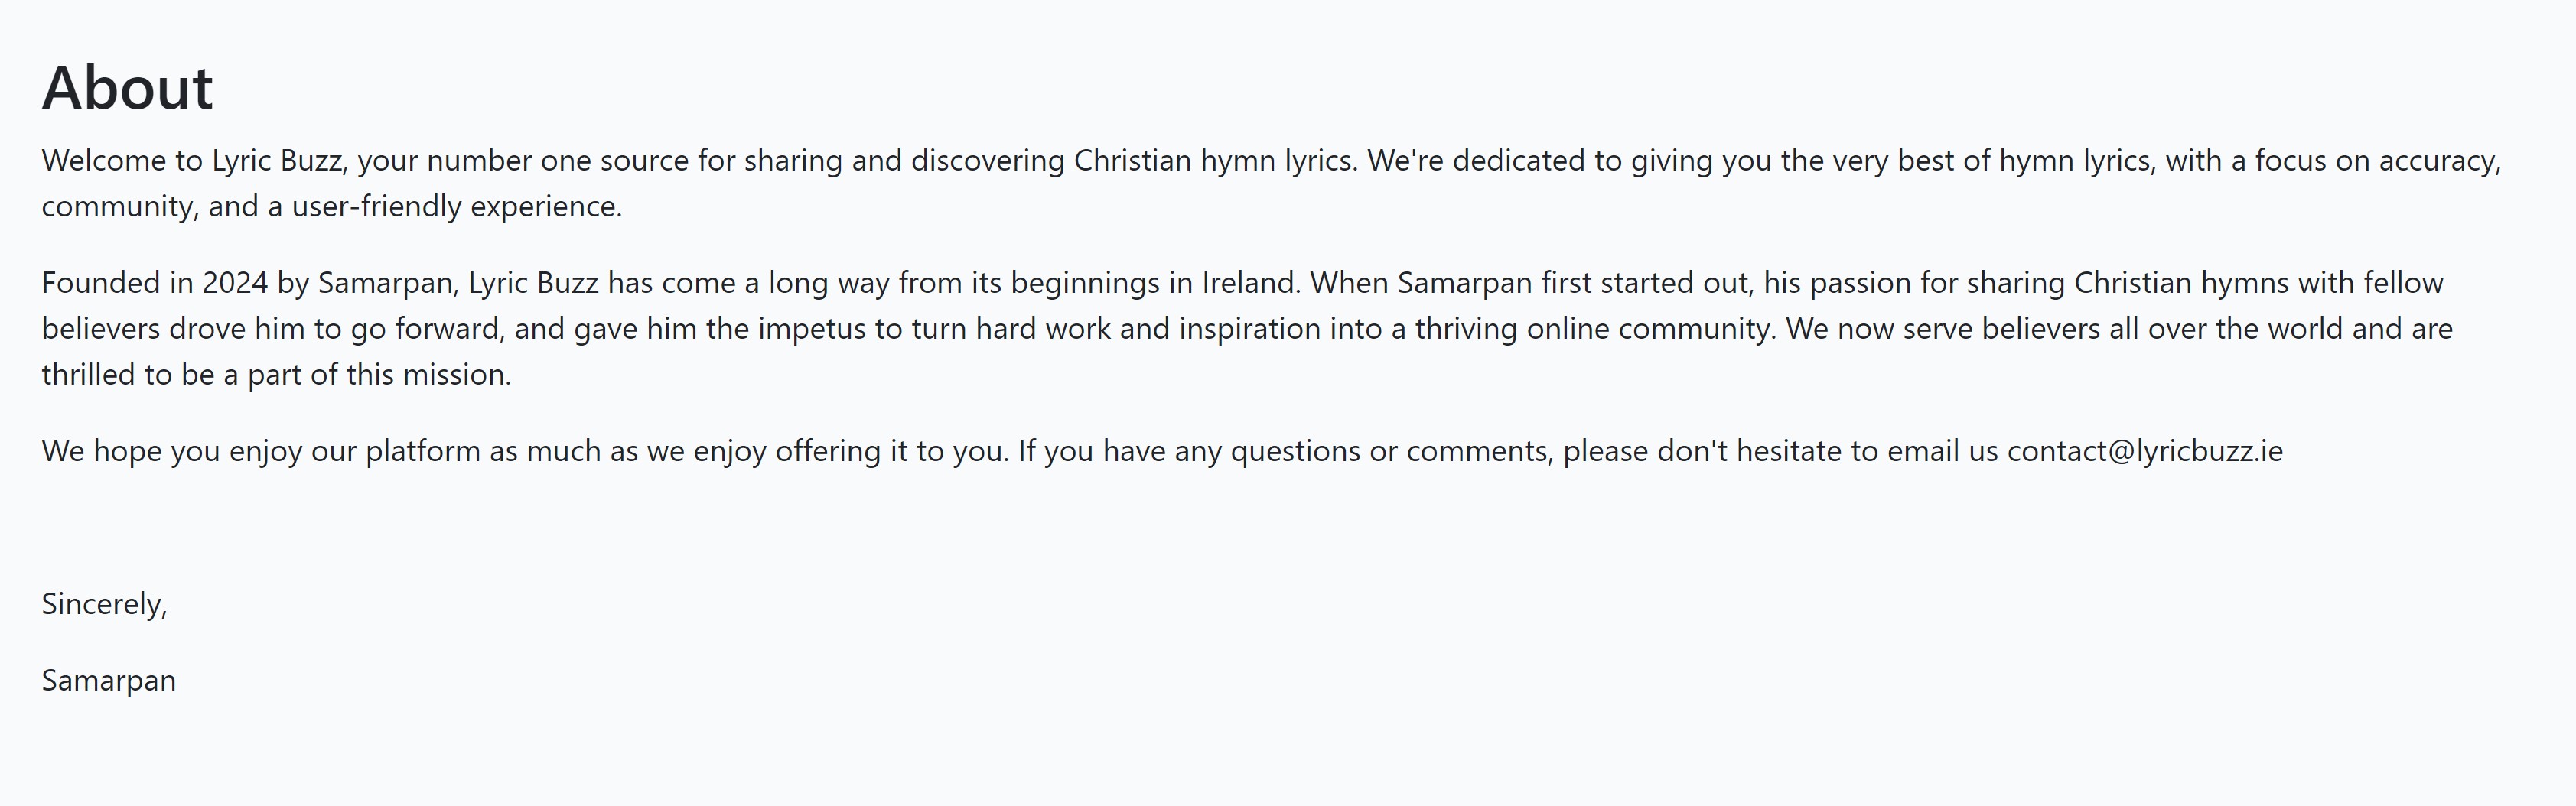 About
Welcome to Lyric Buzz, your number one source for sharing and discovering Christian hymn lyrics. We're dedicated to giving you the very best of hymn lyrics, with a focus on accuracy,
community, and a user-friendly experience.
Founded in 2024 by Samarpan, Lyric Buzz has come a long way from its beginnings in Ireland. When Samarpan first started out, his passion for sharing Christian hymns with fellow
believers drove him to go forward, and gave him the impetus to turn hard work and inspiration into a thriving online community. We now serve believers all over the world and are
thrilled to be a part of this mission.
We hope you enjoy our platform as much as we enjoy offering it to you. If you have any questions or comments, please don't hesitate to email us contact@lyricbuzz.ie
Sincerely,
Samarpan